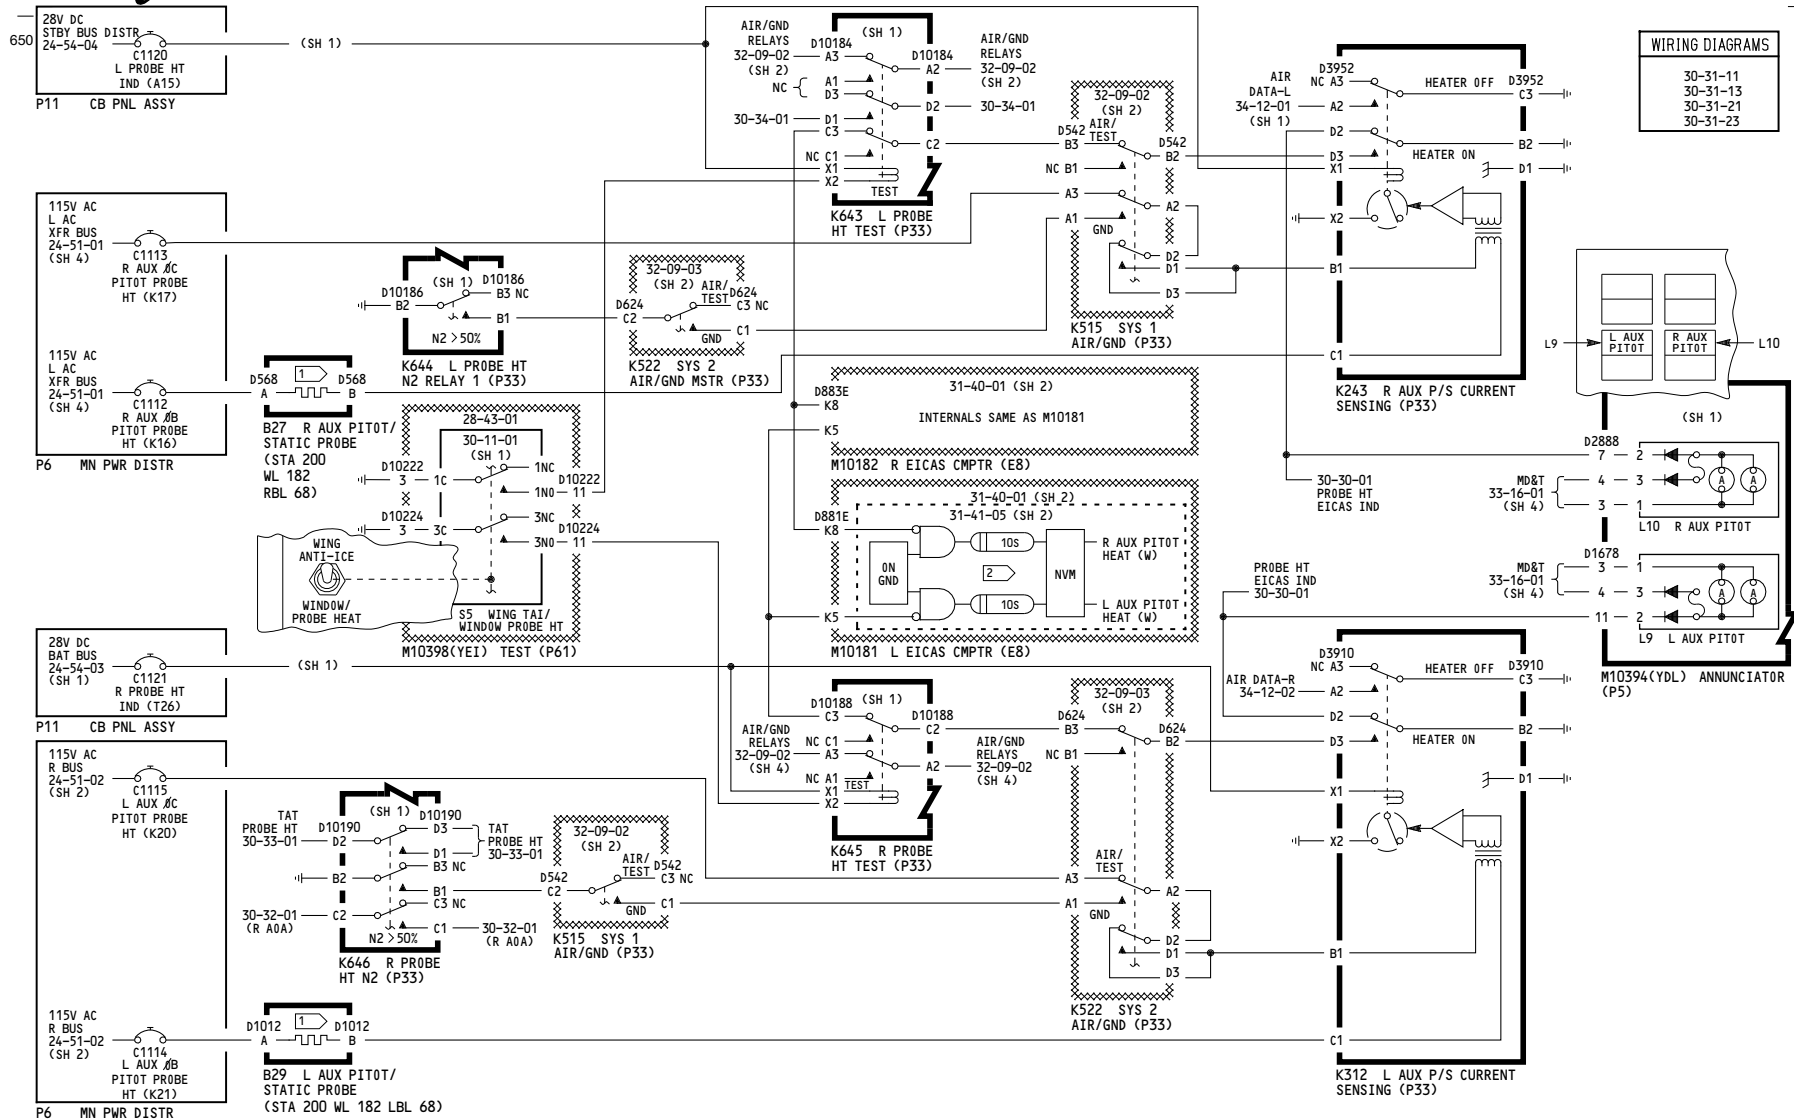 650
28V DC
STBY BUS DISTR
24-54-04
C1120
L PROBE HT
IND (A15)
P11 CB PNL ASSY
(SH 1)
115V AC
L AC
XFR BUS
24-51-01
(SH 4)
C1113
R AUX ØC
PITOT PROBE
HT (K17)
115V AC
L AC
XFR BUS
24-51-01
(SH 4)
C1112
R AUX ØB
PITOT PROBE
HT (K16)
P6 MN PWR DISTR
D568 1 D568
A B
B27 R AUX PITOT/
STATIC PROBE
(STA 200
WL 182
RBL 68)
D10186 (SH 1) D10186
B3 NC
B2
B1
N2 >50%
K644 L PROBE HT
N2 RELAY 1 (P33)
32-09-03
(SH 2)
AIR/
TEST
D624 D624
C3 NC
C2
C1
GND
K522 SYS 2
AIR/GND MSTR (P33)
AIR/GND
RELAYS
32-09-02
(SH 2)
NC
30-34-01
D10184 (SH 1) D10184
A3
A2
A1
D3
D2
D1
C3
C2
NC C1
X1
X2
TEST
K643 L PROBE
HT TEST (P33)
AIR/GND
RELAYS
32-09-02
(SH 2)
30-34-01
32-09-02
(SH 2)
D542 AIR/
TEST
D542
B3
B2
NC B1
A3
A2
A1
GND
D2
D1
D3
K515 SYS 1
AIR/GND (P33)
AIR
DATA-L
34-12-01
(SH 1)
D3952 D3952
NC A3 HEATER OFF C3
A2
D2
B2
D3 HEATER ON
X1
D1
X2
B1
C1
K243 R AUX P/S CURRENT
SENSING (P33)
WIRING DIAGRAMS
30-31-11
30-31-13
30-31-21
30-31-23
L9 L AUX
PITOT
R AUX
PITOT L10
(SH 1)
D2888
7 2
MD&T
33-16-01
(SH 4)
4 3
3 1
A A
L10 R AUX PITOT
D1678
3 1
MD&T
33-16-01
(SH 4)
4 3
11 2
A A
L9 L AUX PITOT
M10394(YDL) ANNUNCIATOR
(P5)
30-30-01
PROBE HT
EICAS IND
PROBE HT
EICAS IND
30-30-01
28-43-01
30-11-01
(SH 1)
D10222
3 1C
1NC
D10222
1NO 11
D10224
3 3C
3NC
D10224
3NO 11
WING
ANTI-ICE
WINDOW/
PROBE HEAT
S5 WING TAI/
WINDOW PROBE HT
M10398(YEI) TEST (P61)
D883E
K8
K5
31-40-01 (SH 2)
INTERNALS SAME AS M10181
M10182 R EICAS CMPTR (E8)
31-40-01 (SH 2)
31-41-05 (SH 2)
D881E
K8
ON
GND
10S
2
NVM
10S
K5
R AUX PITOT
HEAT (W)
L AUX PITOT
HEAT (W)
M10181 L EICAS CMPTR (E8)
28V DC
BAT BUS
24-54-03
(SH 1)
C1121
R PROBE HT
IND (T26)
P11 CB PNL ASSY
(SH 1)
115V AC
R BUS
24-51-02
(SH 2)
C1115
L AUX ØC
PITOT PROBE
HT (K20)
115V AC
R BUS
24-51-02
(SH 2)
C1114
L AUX ØB
PITOT PROBE
HT (K21)
P6 MN PWR DISTR
D1012 1 D1012
A B
B29 L AUX PITOT/
STATIC PROBE
(STA 200 WL 182 LBL 68)
TAT
PROBE HT
30-33-01
(SH 1)
D10190 D10190
D3
D2
D1
TAT
PROBE HT
30-33-01
B3 NC
B2
B1
C3 NC
30-32-01
(R AOA)
C2
C1 30-32-01
(R AOA)
N2 >50%
K646 R PROBE
HT N2 (P33)
32-09-02
(SH 2)
AIR/
TEST
D542 D542
C3 NC
C2
C1
GND
K515 SYS 1
AIR/GND (P33)
D10188 (SH 1) D10188
C3
C2
AIR/GND
RELAYS
32-09-02
(SH 4)
NC C1
A3
A2
NC A1
X1 TEST
X2
AIR/GND
RELAYS
32-09-02
(SH 4)
K645 R PROBE
HT TEST (P33)
32-09-03
(SH 2)
D624 D624
B3
B2
NC B1
AIR/
TEST
A3
A2
A1
GND
D2
D1
D3
K522 SYS 2
AIR/GND (P33)
AIR DATA-R
34-12-02
D3910 D3910
NC A3 HEATER OFF C3
A2
D2
B2
D3 HEATER ON
D1
X1
X2
B1
C1
K312 L AUX P/S CURRENT
SENSING (P33)